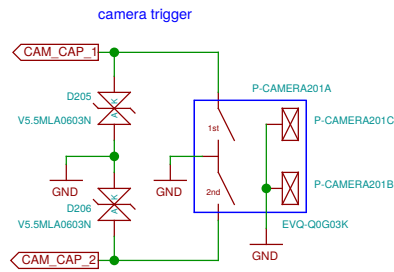 camera trigger
CAM_CAP_1
P-CAMERA201A
D205
K
A
V5.5MLA0603N
1st
P-CAMERA201C
GND
GND
2nd
P-CAMERA201B
D206
A
K
V5.5MLA0603N
EVQ-Q0G03K
CAM_CAP_2
GND